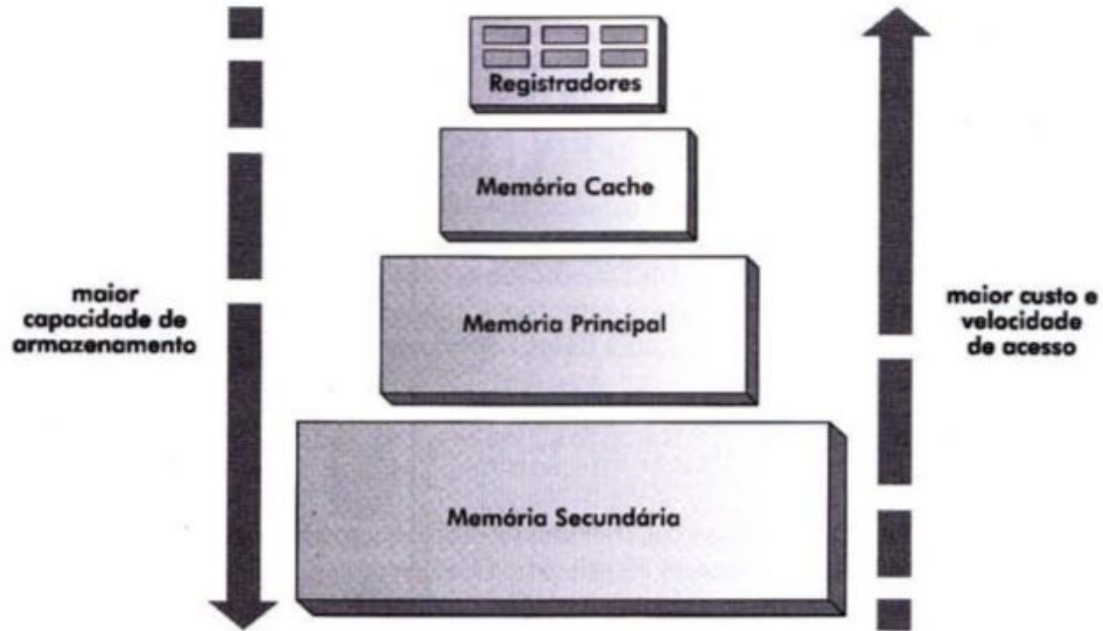 Registradores
Memória Cache
maior
capacidade de
armazenamento
Memória Principal
maior custo e
velocidade
de acesso
Memória Secundária